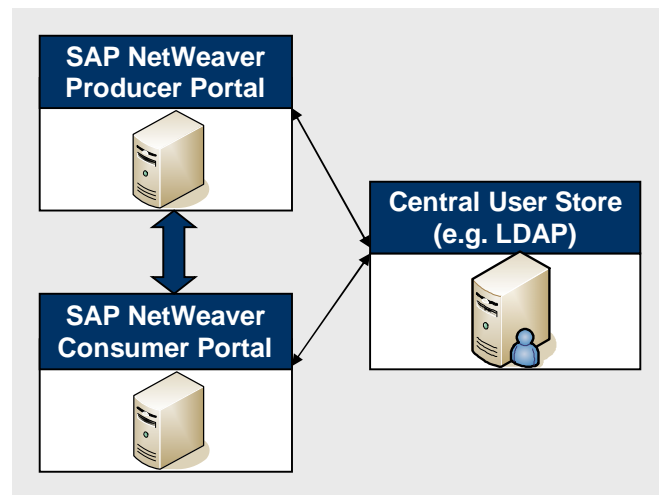 SAP NetWeaver
Producer Portal
Central User Store
(e.g. LDAP)
SAP NetWeaver
Consumer Portal